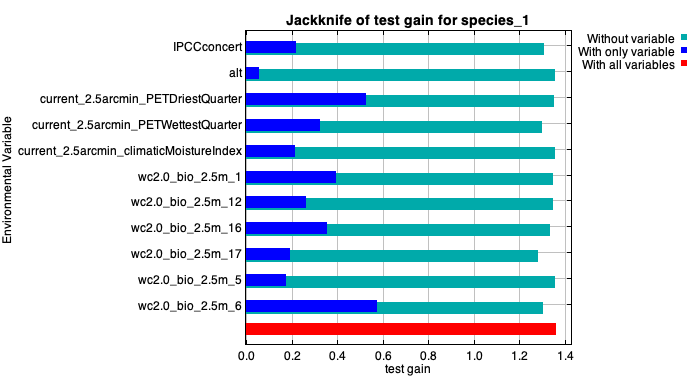 Jackknife of test gain for species_1
Without variable
With only variable
With all variables
Environmental Variable
IPCCconcert
alt
current_2.5arcmin_PETDriestQuarter
current_2.5arcmin_PETWettestQuarter
current_2.5arcmin_climaticMoistureIndex
wc2.0_bio_2.5m_1
wc2.0_bio_2.5m_12
wc2.0_bio_2.5m_16
wc2.0_bio_2.5m_17
wc2.0_bio_2.5m_5
wc2.0_bio_2.5m_6
0.0 0.2 0.4 0.6 0.8 1.0 1.2 1.4
test gain